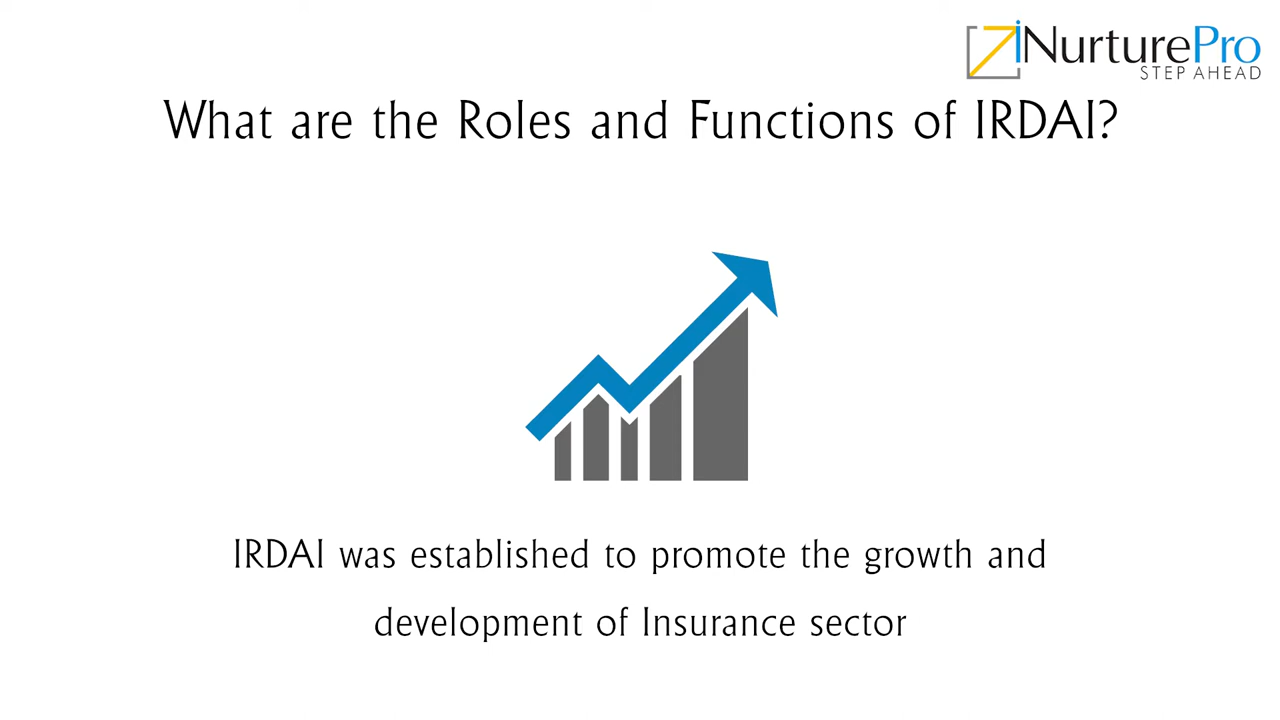 iNurturePro
STEP AHEAD
What are the Roles and Functions of IRDAI?
IRDAI was established to promote the growth and
development of Insurance sector